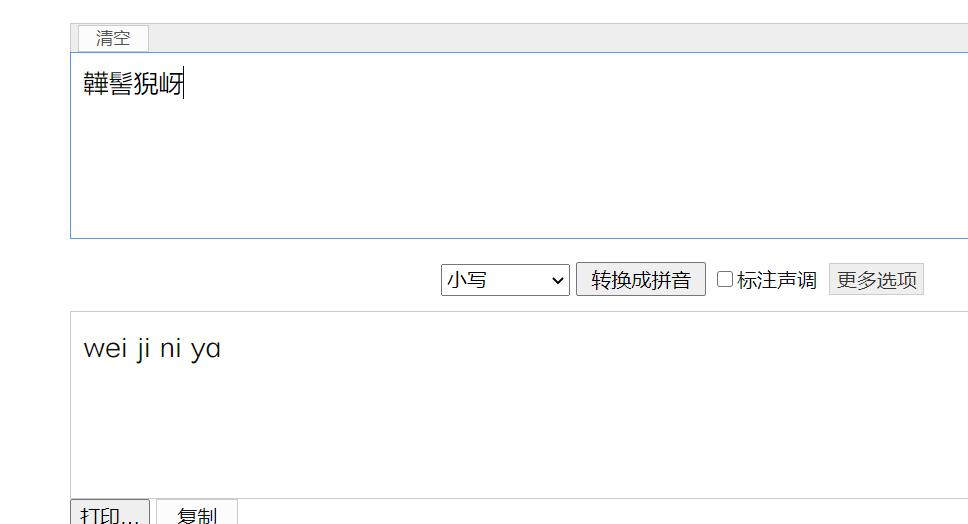 清空
韡髻猊岈
小写 转换成拼音 标注声调 更多选项
wei ji ni ya
打印... 复制